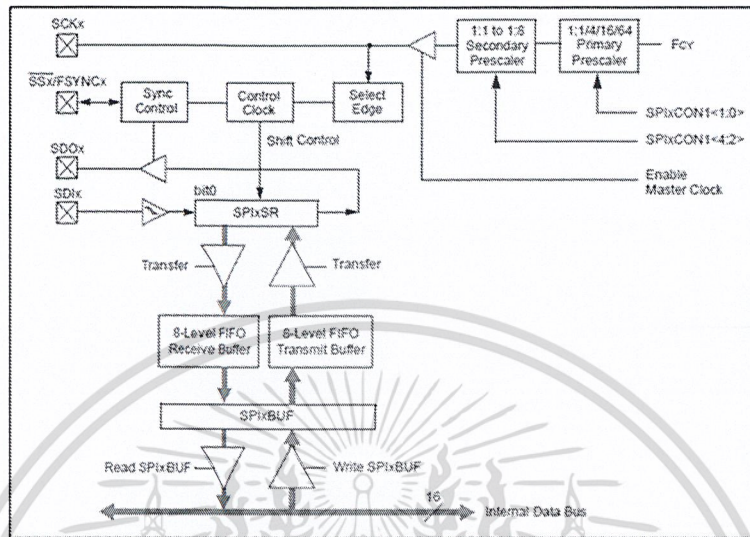 SCKx
1:1 to 1:8
Secondary
Prescaler
1:1/4/16/64
Primary
Prescaler
FCY
SSx/FSYNCx
Sync
Control
Control
Clock
Select
Edge
SPIxCON1<1:0>
SPIxCON1<4:2>
Shift Control
SDOx
Enable
Master Clock
SDIx
bit0
SPIxSR
Transfer
Transfer
8-Level FIFO
Receive Buffer
8-Level FIFO
Transmit Buffer
SPIxBUF
Read SPIxBUF
Write SPIxBUF
16
Internal Data Bus